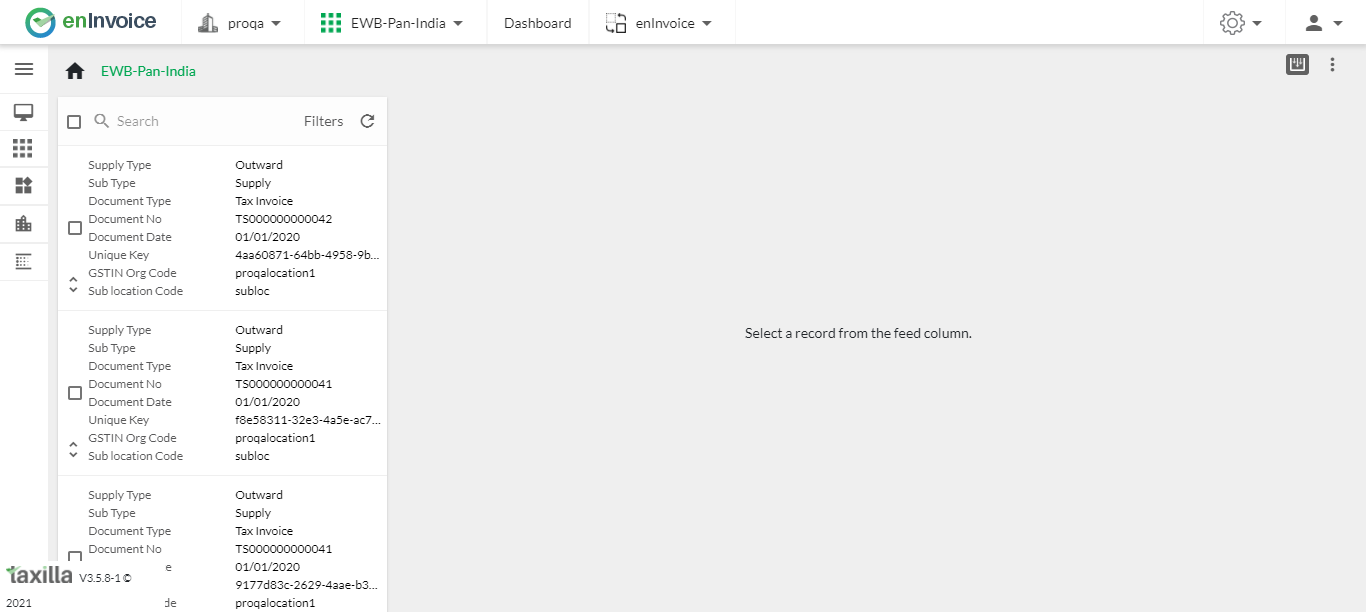 enInvoice proqa EWB-Pan-India Dashboard enInvoice
EWB-Pan-India
Search Filters
Supply Type Outward
Sub Type Supply
Document Type Tax Invoice
Document No TS000000000042
Document Date 01/01/2020
Unique Key 4aa60871-64bb-4958-9b...
GSTIN Org Code proqalocation1
Sub location Code subloc
Select a record from the feed column.
Supply Type Outward
Sub Type Supply
Document Type Tax Invoice
Document No TS000000000041
Document Date 01/01/2020
Unique Key f8e58311-32e3-4a5e-ac7...
GSTIN Org Code proqalocation1
Sub location Code subloc
Supply Type Outward
Sub Type Supply
Document Type Tax Invoice
Document No TS000000000041
e 01/01/2020
9177d83c-2629-4aae-b3...
de proqalocation1
taxilla V3.5.8-1 ©
2021